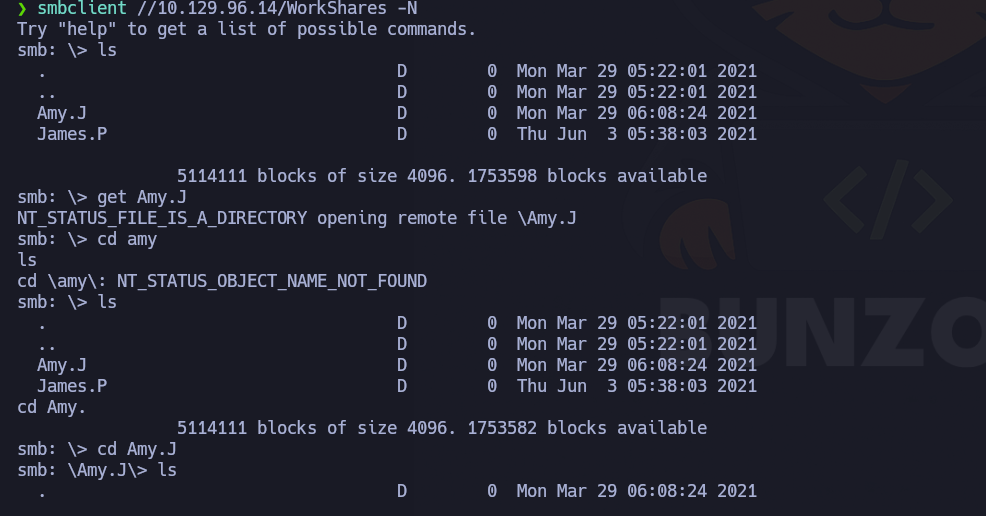 ❯ smbclient //10.129.96.14/WorkShares -N
Try "help" to get a list of possible commands.
smb: \> ls
  .                                   D        0  Mon Mar 29 05:22:01 2021
  ..                                  D        0  Mon Mar 29 05:22:01 2021
  Amy.J                               D        0  Mon Mar 29 06:08:24 2021
  James.P                             D        0  Thu Jun  3 05:38:03 2021
                5114111 blocks of size 4096. 1753598 blocks available
smb: \> get Amy.J
NT_STATUS_FILE_IS_A_DIRECTORY opening remote file \Amy.J
smb: \> cd amy
ls
cd \amy\: NT_STATUS_OBJECT_NAME_NOT_FOUND
smb: \> ls
  .                                   D        0  Mon Mar 29 05:22:01 2021
  ..                                  D        0  Mon Mar 29 05:22:01 2021
  Amy.J                               D        0  Mon Mar 29 06:08:24 2021
  James.P                             D        0  Thu Jun  3 05:38:03 2021
cd Amy.
                5114111 blocks of size 4096. 1753582 blocks available
smb: \> cd Amy.J
smb: \Amy.J\> ls
  .                                   D        0  Mon Mar 29 06:08:24 2021